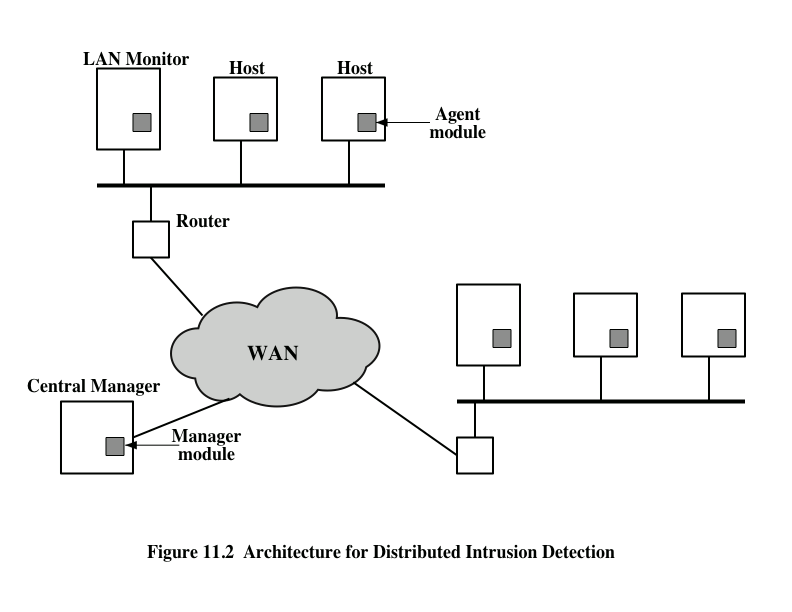 LAN Monitor
Host
Host
Agent
module
Router
WAN
Central Manager
Manager
module
Figure 11.2 Architecture for Distributed Intrusion Detection